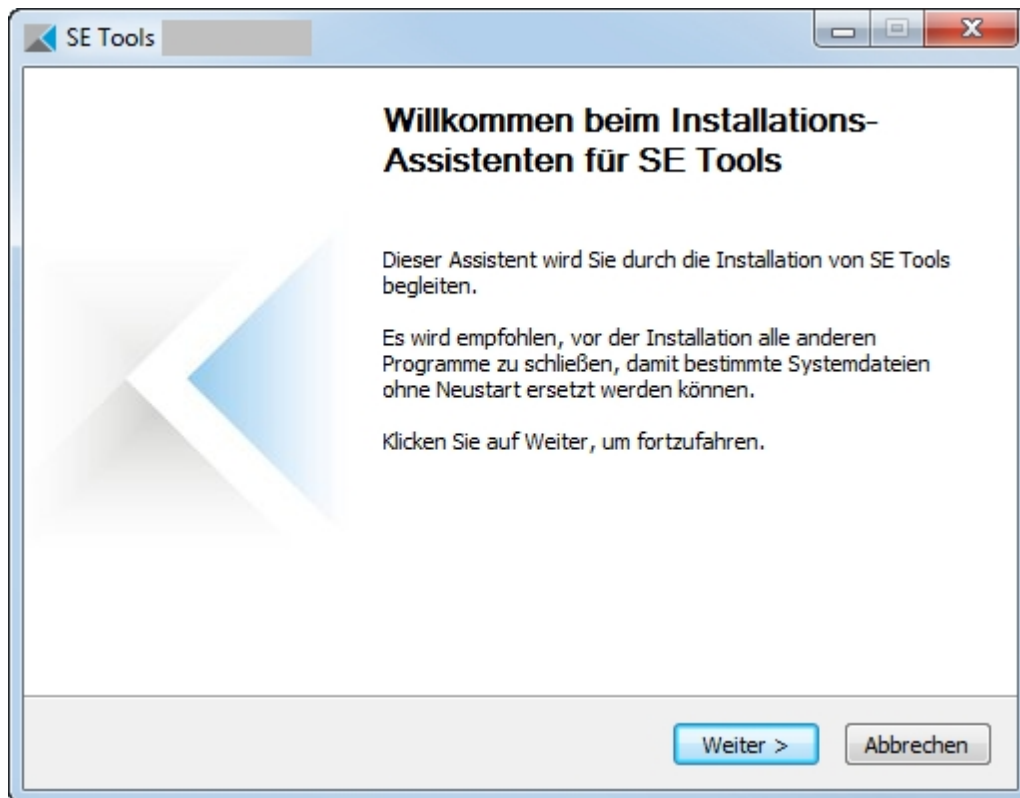 SE Tools
Willkommen beim Installations-
Assistenten für SE Tools
Dieser Assistent wird Sie durch die Installation von SE Tools
begleiten.
Es wird empfohlen, vor der Installation alle anderen
Programme zu schließen, damit bestimmte Systemdateien
ohne Neustart ersetzt werden können.
Klicken Sie auf Weiter, um fortzufahren.
Weiter >
Abbrechen